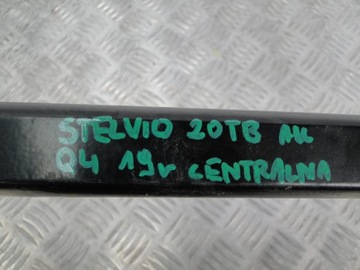 STELVIO 20TB AU
Q4 19r CENTRALNA